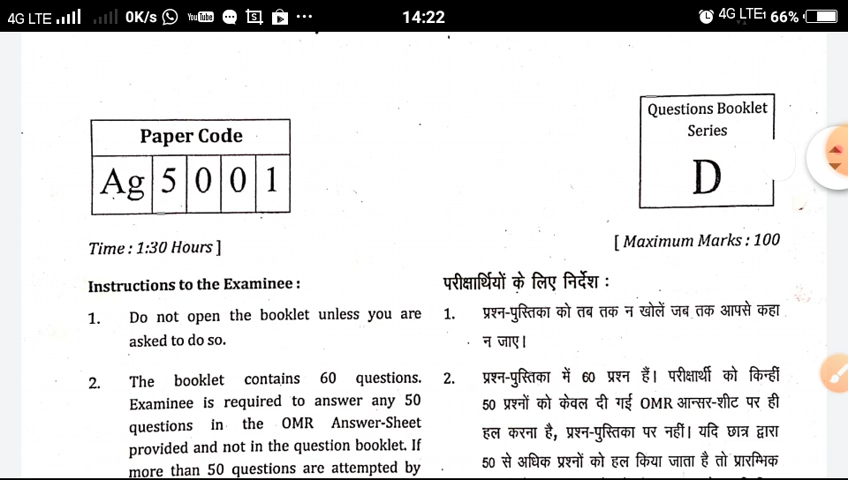 4G LTE 0K/s YouTube S 14:22 4G LTE1 66%
Paper Code
Ag 5 0 0 1
Questions Booklet
Series
D
Time : 1:30 Hours ]
[ Maximum Marks : 100
Instructions to the Examinee :
1. Do not open the booklet unless you are
asked to do so.
2. The booklet contains 60 questions.
Examinee is required to answer any 50
questions in the OMR Answer-Sheet
provided and not in the question booklet. If
more than 50 questions are attempted by
परीक्षार्थियों के लिए निर्देश :
1. प्रश्न-पुस्तिका को तब तक न खोलें जब तक आपसे कहा
न जाए।
2. प्रश्न-पुस्तिका में 60 प्रश्न हैं। परीक्षार्थी को किन्हीं
50 प्रश्नों को केवल दी गई OMR आन्सर-शीट पर ही
हल करना है, प्रश्न-पुस्तिका पर नहीं। यदि छात्र द्वारा
50 से अधिक प्रश्नों को हल किया जाता है तो प्रारम्भिक